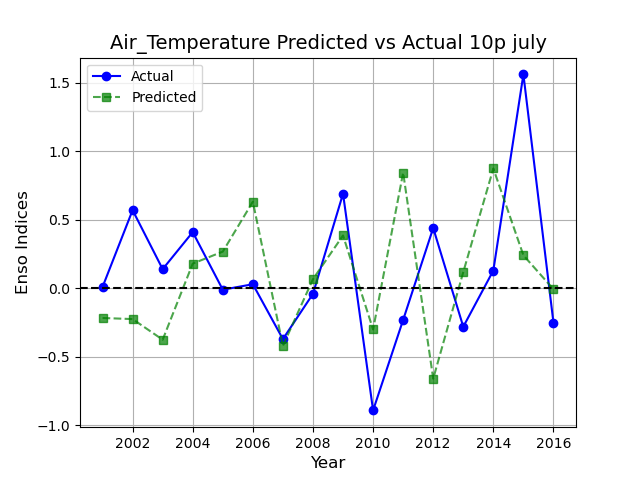 Air_Temperature Predicted vs Actual 10p july
Actual
Predicted
1.5
1.0
0.5
0.0
−0.5
−1.0
Enso Indices
2002 2004 2006 2008 2010 2012 2014 2016
Year